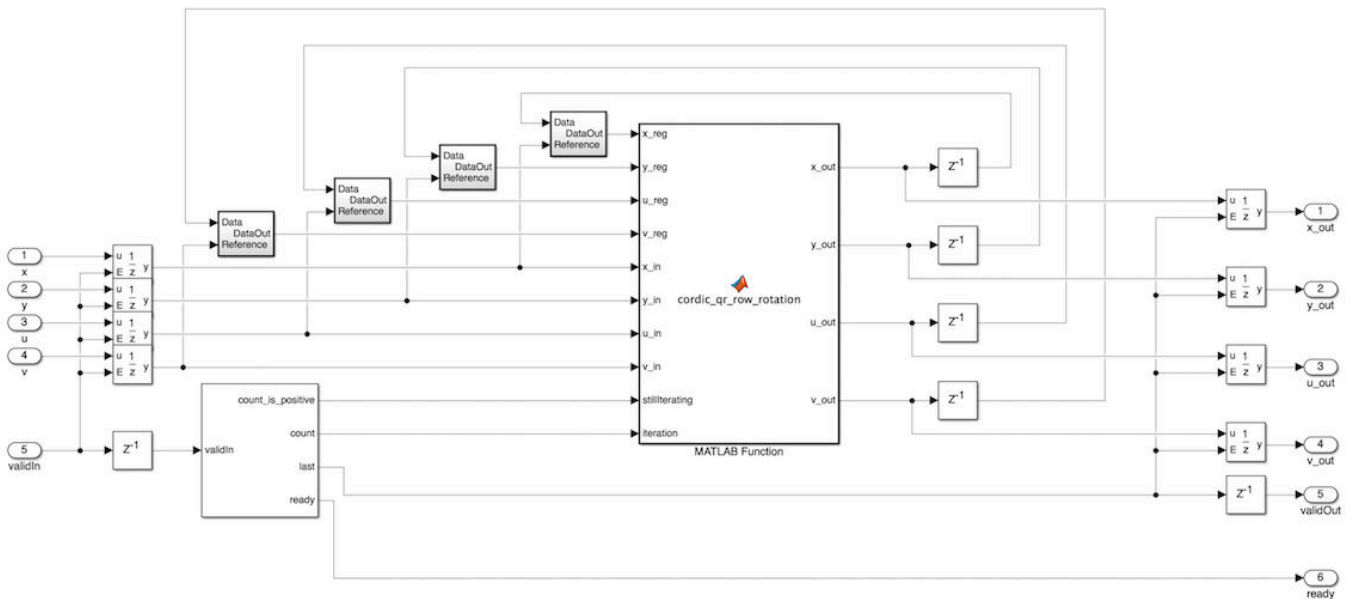 Data
DataOut
Reference
x_reg
Data
DataOut
Reference
y_reg
Data
DataOut
Reference
u_reg
Data
DataOut
Reference
v_reg
x_in
y_in
u_in
v_in
stillIterating
iteration
x_out
y_out
u_out
v_out
cordic_qr_row_rotation
MATLAB Function
1
x
2
y
3
u
4
v
5
validIn
u 1
E z y
u 1
E z y
u 1
E z y
u 1
E z y
Z-1
validIn
count_is_positive
count
last
ready
Z-1
Z-1
Z-1
Z-1
u 1
E z y
1
x_out
u 1
E z y
2
y_out
u 1
E z y
3
u_out
u 1
E z y
4
v_out
Z-1
5
validOut
6
ready